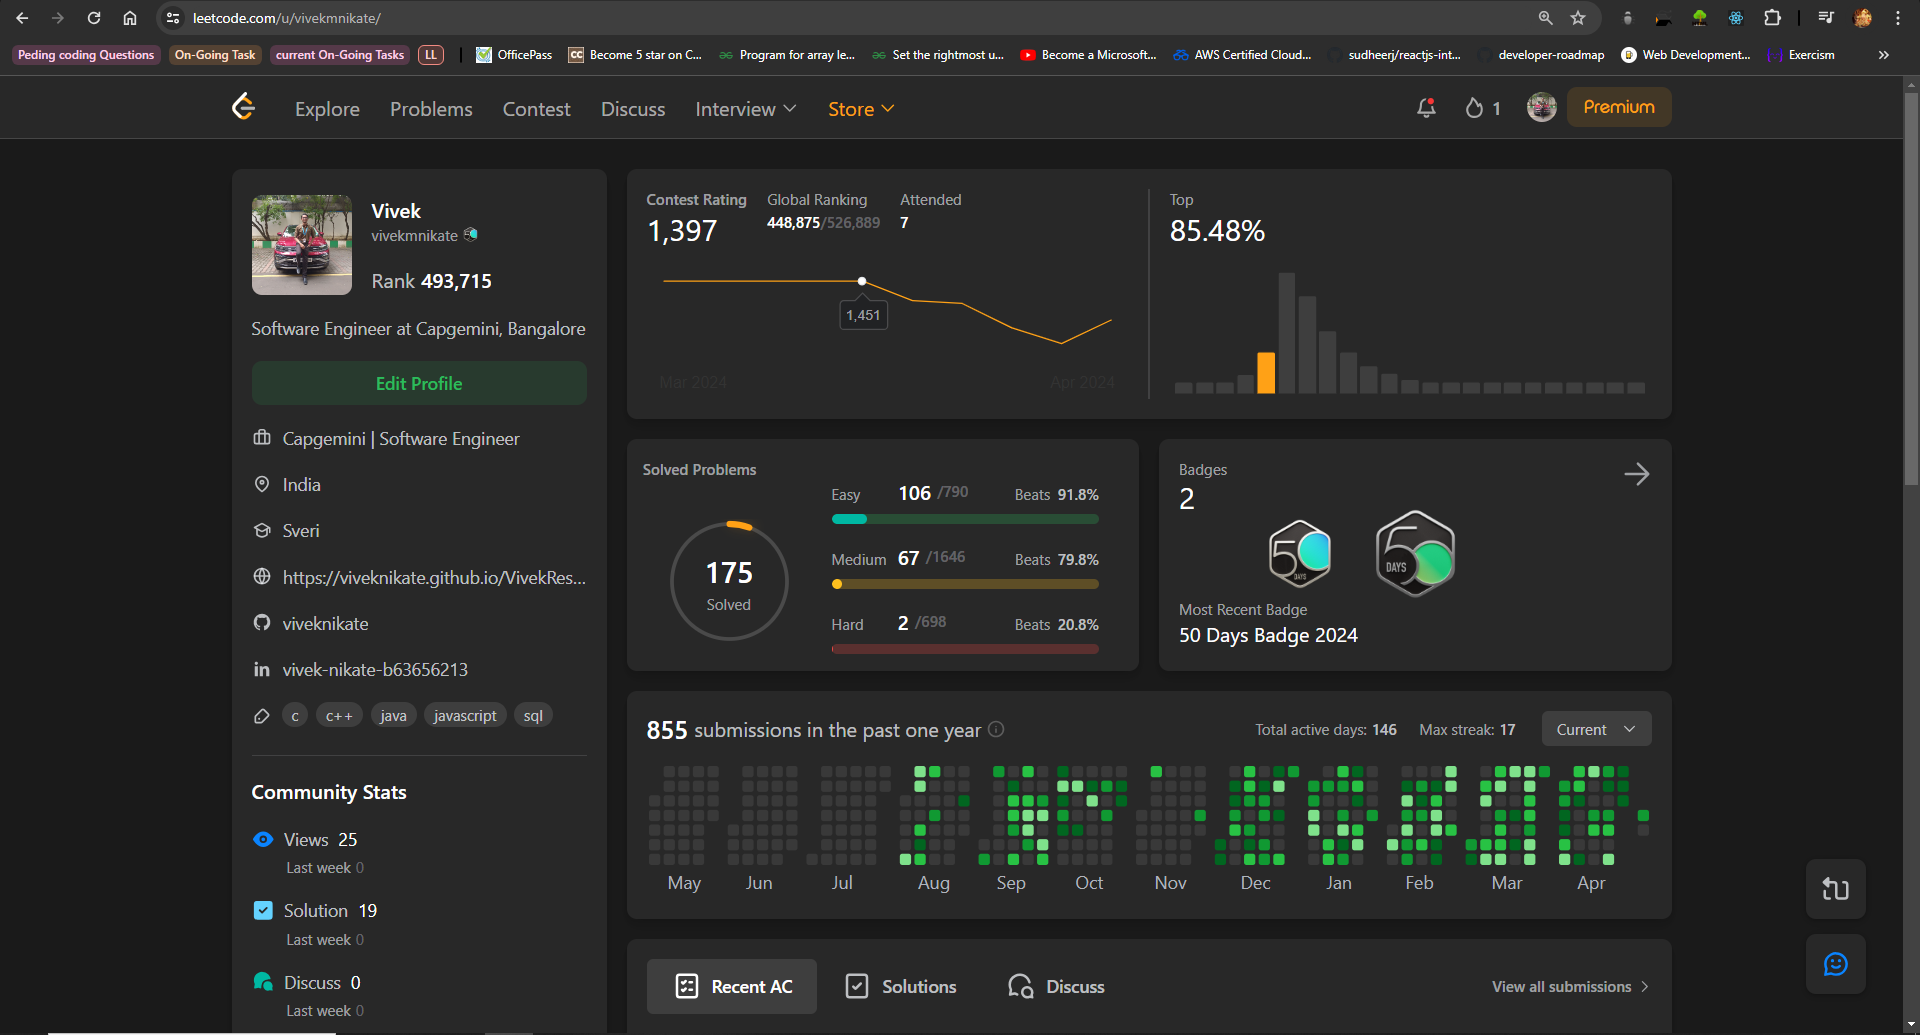 leetcode.com/u/vivekmnikate/
Peding coding Questions
On-Going Task
current On-Going Tasks
LL
OfficePass
CC
Become 5 star on C...
Program for array le...
Set the rightmost u...
Become a Microsoft...
AWS Certified Cloud...
sudheerj/reactjs-int...
developer-roadmap
Web Development...
Exercism
Explore
Problems
Contest
Discuss
Interview
Store
1
Premium
Vivek
vivekmnikate
Rank 493,715
Software Engineer at Capgemini, Bangalore
Edit Profile
Capgemini | Software Engineer
India
Sveri
https://viveknikate.github.io/VivekRes...
viveknikate
vivek-nikate-b63656213
c
c++
java
javascript
sql
Community Stats
Views 25
Last week 0
Solution 19
Last week 0
Discuss 0
Last week 0
Contest Rating
1,397
Global Ranking
448,875/526,889
Attended
7
1,451
Mar 2024
Apr 2024
Top
85.48%
Solved Problems
175
Solved
Easy 106 /790 Beats 91.8%
Medium 67 /1646 Beats 79.8%
Hard 2 /698 Beats 20.8%
Badges
2
50
DAYS
50
DAYS
Most Recent Badge
50 Days Badge 2024
855 submissions in the past one year
Total active days: 146
Max streak: 17
Current
May
Jun
Jul
Aug
Sep
Oct
Nov
Dec
Jan
Feb
Mar
Apr
Recent AC
Solutions
Discuss
View all submissions